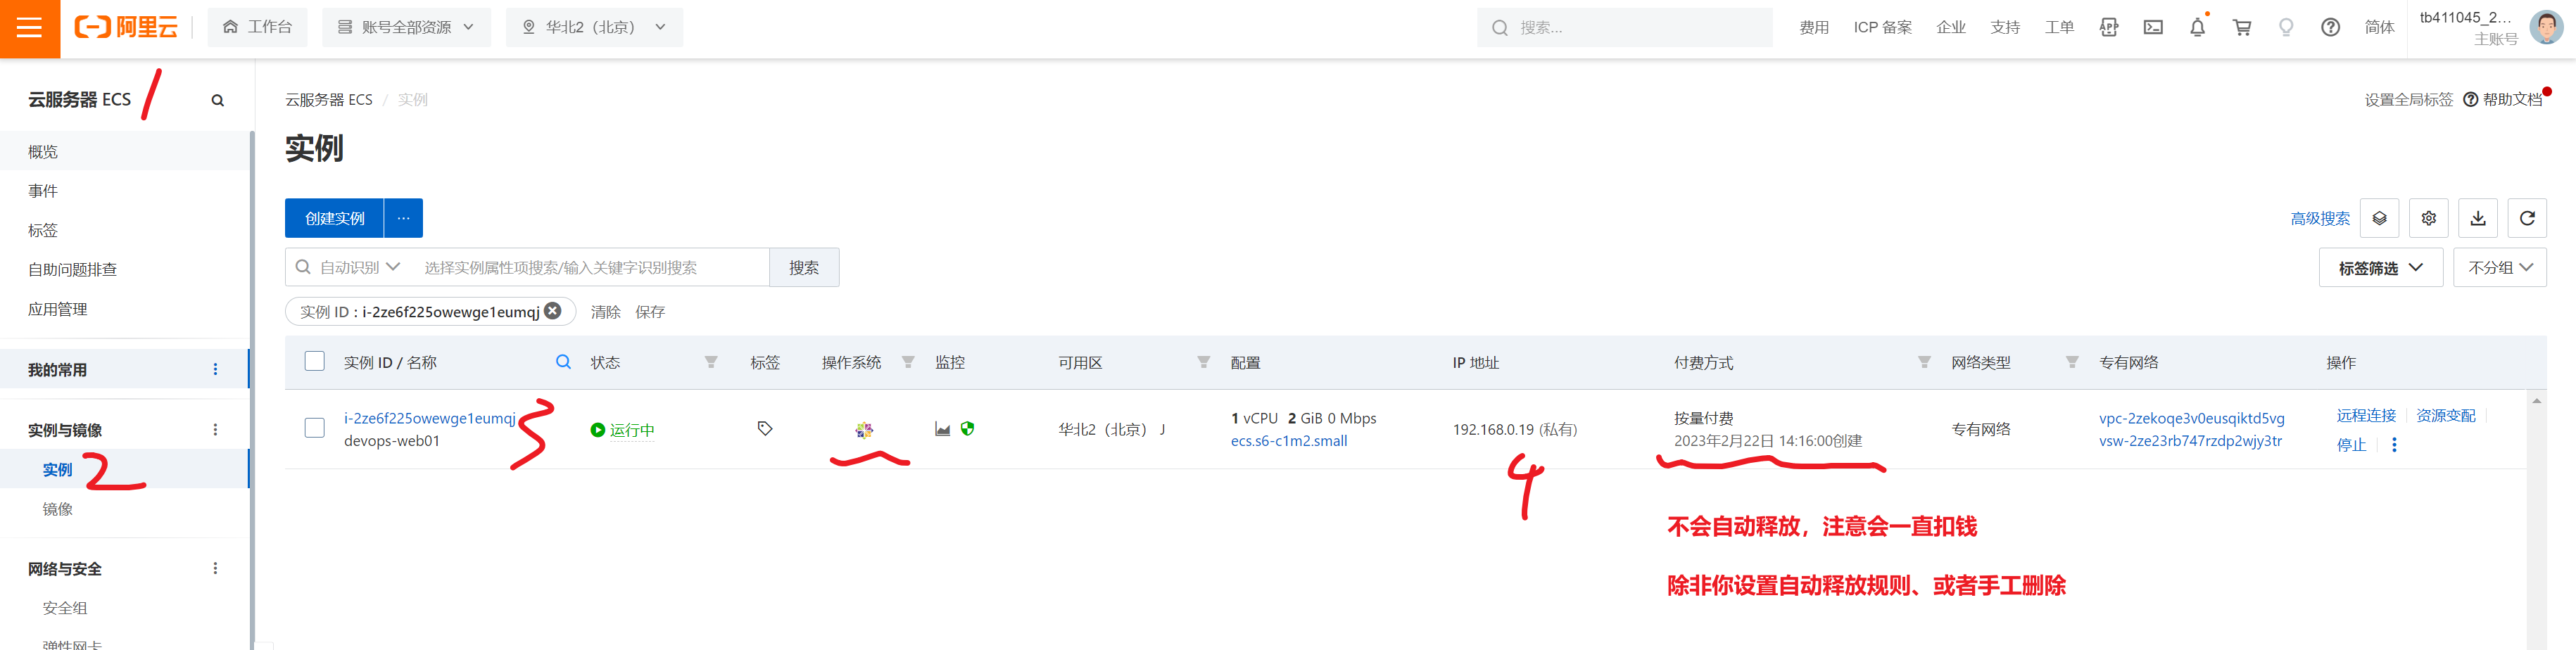 阿里云
工作台
账号全部资源
华北2（北京）
搜索...
费用
ICP 备案
企业
支持
工单
APP
简体
tb411045_2...
主账号
云服务器 ECS
1
云服务器 ECS / 实例
设置全局标签
帮助文档
实例
概览
事件
标签
自助问题排查
应用管理
我的常用
实例与镜像
实例
2
镜像
网络与安全
安全组
弹性网卡
创建实例
...
高级搜索
自动识别
选择实例属性项搜索/输入关键字识别搜索
搜索
标签筛选
不分组
实例 ID : i-2ze6f225owewge1eumqj
清除
保存
实例 ID / 名称
状态
标签
操作系统
监控
可用区
配置
IP 地址
付费方式
网络类型
专有网络
操作
i-2ze6f225owewge1eumqj
devops-web01
3
运行中
华北2（北京） J
1 vCPU 2 GiB 0 Mbps
ecs.s6-c1m2.small
192.168.0.19 (私有)
4
按量付费
2023年2月22日 14:16:00创建
专有网络
vpc-2zekoqe3v0eusqiktd5vg
vsw-2ze23rb747rzdp2wjy3tr
远程连接
资源变配
停止
不会自动释放，注意会一直扣钱
除非你设置自动释放规则、或者手工删除